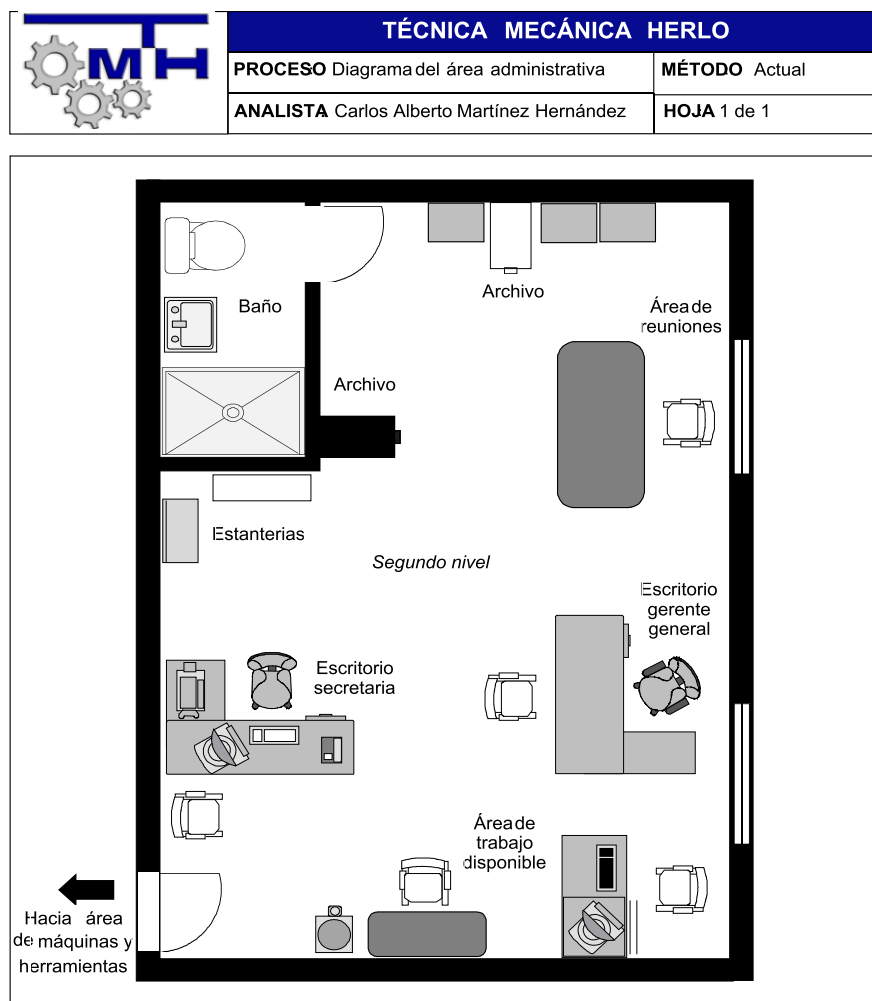 TMH
TÉCNICA MECÁNICA HERLO
PROCESO Diagrama del área administrativa
MÉTODO Actual
ANALISTA Carlos Alberto Martínez Hernández
HOJA 1 de 1
Baño
Archivo
Área de
reuniones
Archivo
Estanterias
Segundo nivel
Escritorio
gerente
general
Escritorio
secretaria
Área de
trabajo
disponible
Hacia área
de máquinas y
herramientas